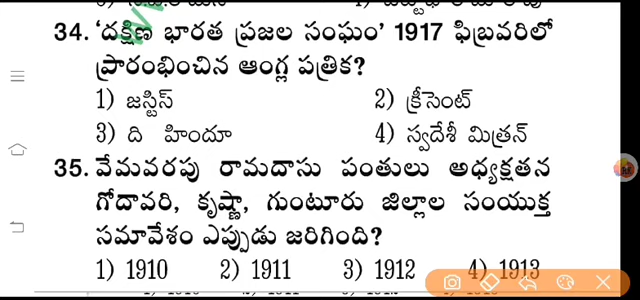 34. 'దక్షిణ భారత ప్రజల సంఘం' 1917 ఫిబ్రవరిలో
ప్రారంభించిన ఆంగ్ల పత్రిక?
1) జస్టిస్ 2) క్రీసెంట్
3) ది హిందూ 4) స్వదేశీ మిత్రన్
35. వేమవరపు రామదాసు పంతులు అధ్యక్షతన
గోదావరి, కృష్ణా, గుంటూరు జిల్లాల సంయుక్త
సమావేశం ఎప్పుడు జరిగింది?
1) 1910 2) 1911 3) 1912 4) 1913